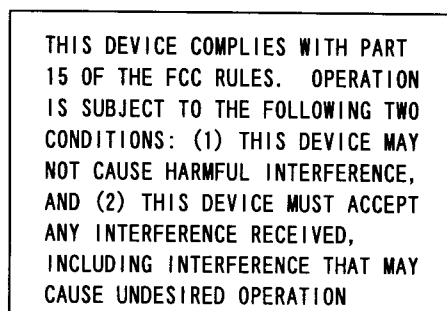 THIS DEVICE COMPLIES WITH PART
15 OF THE FCC RULES. OPERATION
IS SUBJECT TO THE FOLLOWING TWO
CONDITIONS: (1) THIS DEVICE MAY
NOT CAUSE HARMFUL INTERFERENCE,
AND (2) THIS DEVICE MUST ACCEPT
ANY INTERFERENCE RECEIVED,
INCLUDING INTERFERENCE THAT MAY
CAUSE UNDESIRED OPERATION